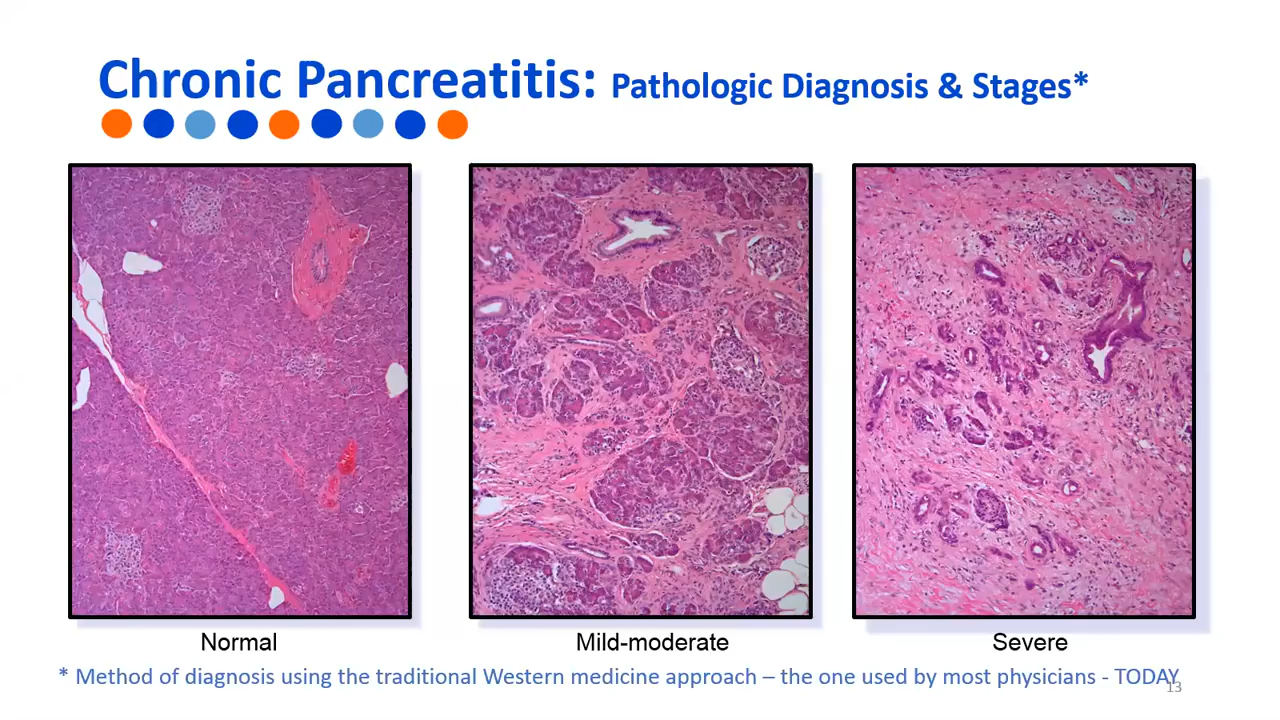 Chronic Pancreatitis: Pathologic Diagnosis & Stages*
Normal
Mild-moderate
Severe
* Method of diagnosis using the traditional Western medicine approach – the one used by most physicians - TODAY
13